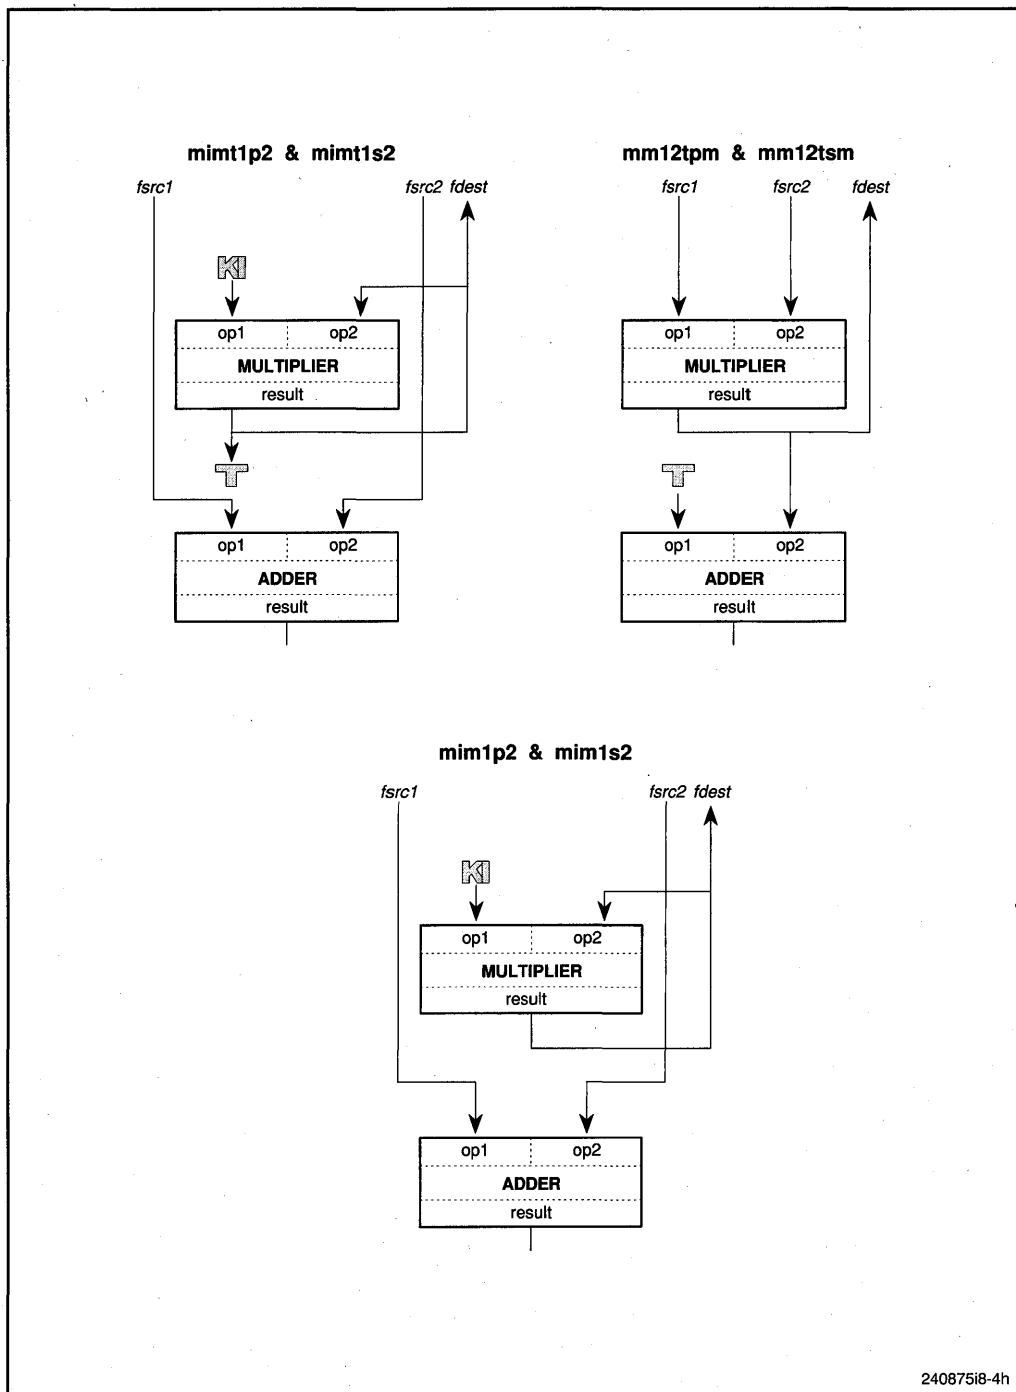 mimt1p2 & mimt1s2
fsrc1
fsrc2 fdest
KI
op1 op2
MULTIPLIER
result
T
op1 op2
ADDER
result
mm12tpm & mm12tsm
fsrc1
fsrc2
fdest
op1 op2
MULTIPLIER
result
T
op1 op2
ADDER
result
mim1p2 & mim1s2
fsrc1
fsrc2 fdest
KI
op1 op2
MULTIPLIER
result
op1 op2
ADDER
result
240875i8-4h